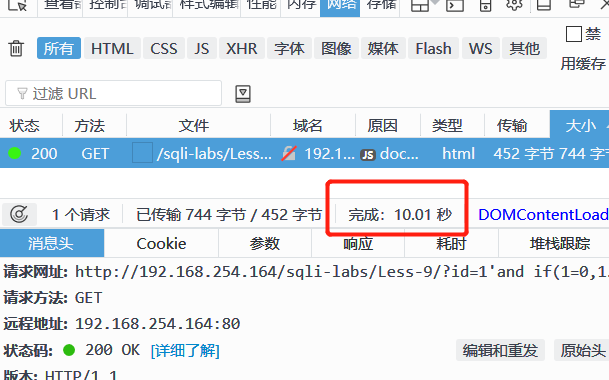 查看器 控制台 调试器 样式编辑 性能 内存 网络 存储
所有 HTML CSS JS XHR 字体 图像 媒体 Flash WS 其他 禁
用缓存
过滤 URL
状态 方法 文件 域名 原因 类型 传输 大小
200 GET /sqli-labs/Less... 192.1... JS doc... html 452 字节 744 字节
1 个请求 已传输 744 字节 / 452 字节 完成: 10.01 秒 DOMContentLoad
消息头 Cookie 参数 响应 耗时 堆栈跟踪
请求网址: http://192.168.254.164/sqli-labs/Less-9/?id=1'and if(1=0,1.
请求方法: GET
远程地址: 192.168.254.164:80
状态码: 200 OK [详细了解] 编辑和重发 原始头
版本: HTTP/1.1